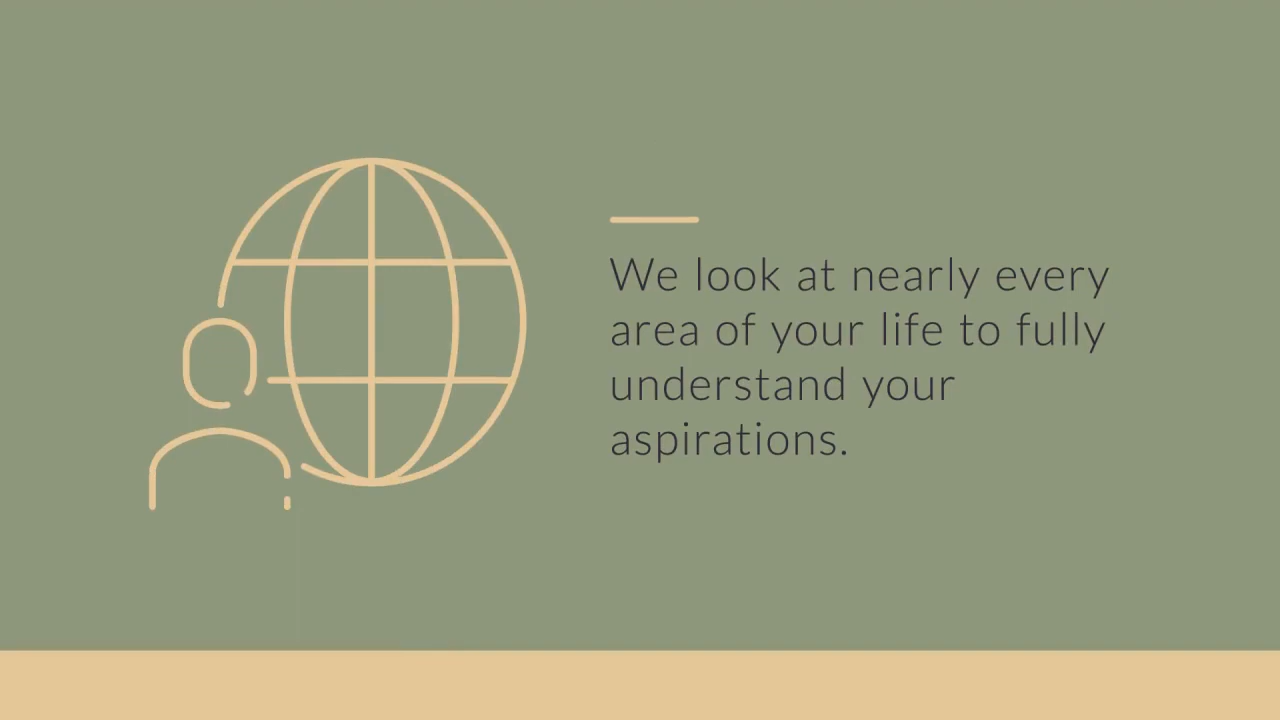 We look at nearly every
area of your life to fully
understand your
aspirations.